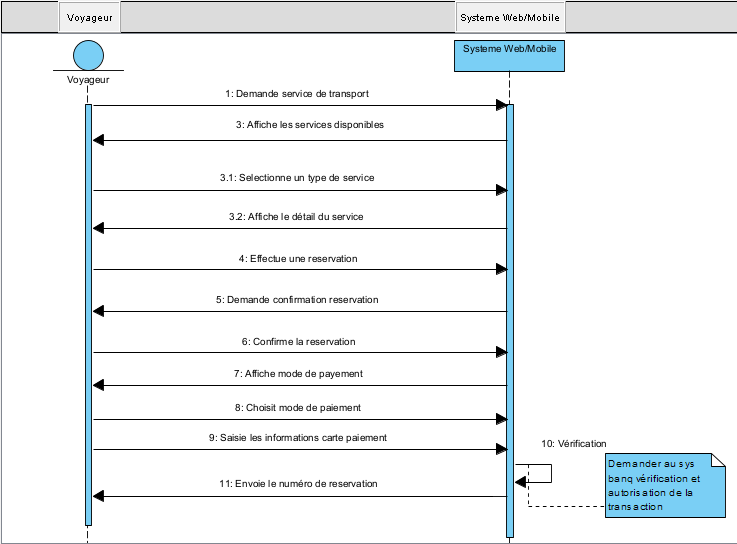 Voyageur
Systeme Web/Mobile
Systeme Web/Mobile
Voyageur
1: Demande service de transport
3: Affiche les services disponibles
3.1: Selectionne un type de service
3.2: Affiche le détail du service
4: Effectue une reservation
5: Demande confirmation reservation
6: Confirme la reservation
7: Affiche mode de payement
8: Choisit mode de paiement
9: Saisie les informations carte paiement
10: Vérification
Demander au sys
banq vérification et
autorisation de la
transaction
11: Envoie le numéro de reservation